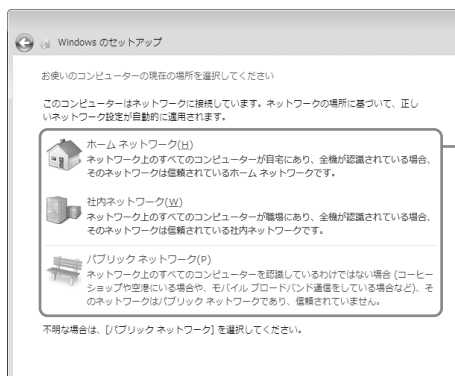 Windows のセットアップ
お使いのコンピューターの現在の場所を選択してください
このコンピューターはネットワークに接続しています。ネットワークの場所に基づいて、正し
いネットワーク設定が自動的に適用されます。
ホーム ネットワーク(H)
ネットワーク上のすべてのコンピューターが自宅にあり、全機が認識されている場合、
そのネットワークは信頼されているホーム ネットワークです。
社内ネットワーク(W)
ネットワーク上のすべてのコンピューターが職場にあり、全機が認識されている場合、
そのネットワークは信頼されている社内ネットワークです。
パブリック ネットワーク(P)
ネットワーク上のすべてのコンピューターを認識しているわけではない場合 (コーヒー
ショップや空港にいる場合や、モバイル ブロードバンド通信をしている場合など)、そ
のネットワークはパブリック ネットワークであり、信頼されていません。
不明な場合は、[パブリック ネットワーク] を選択してください。